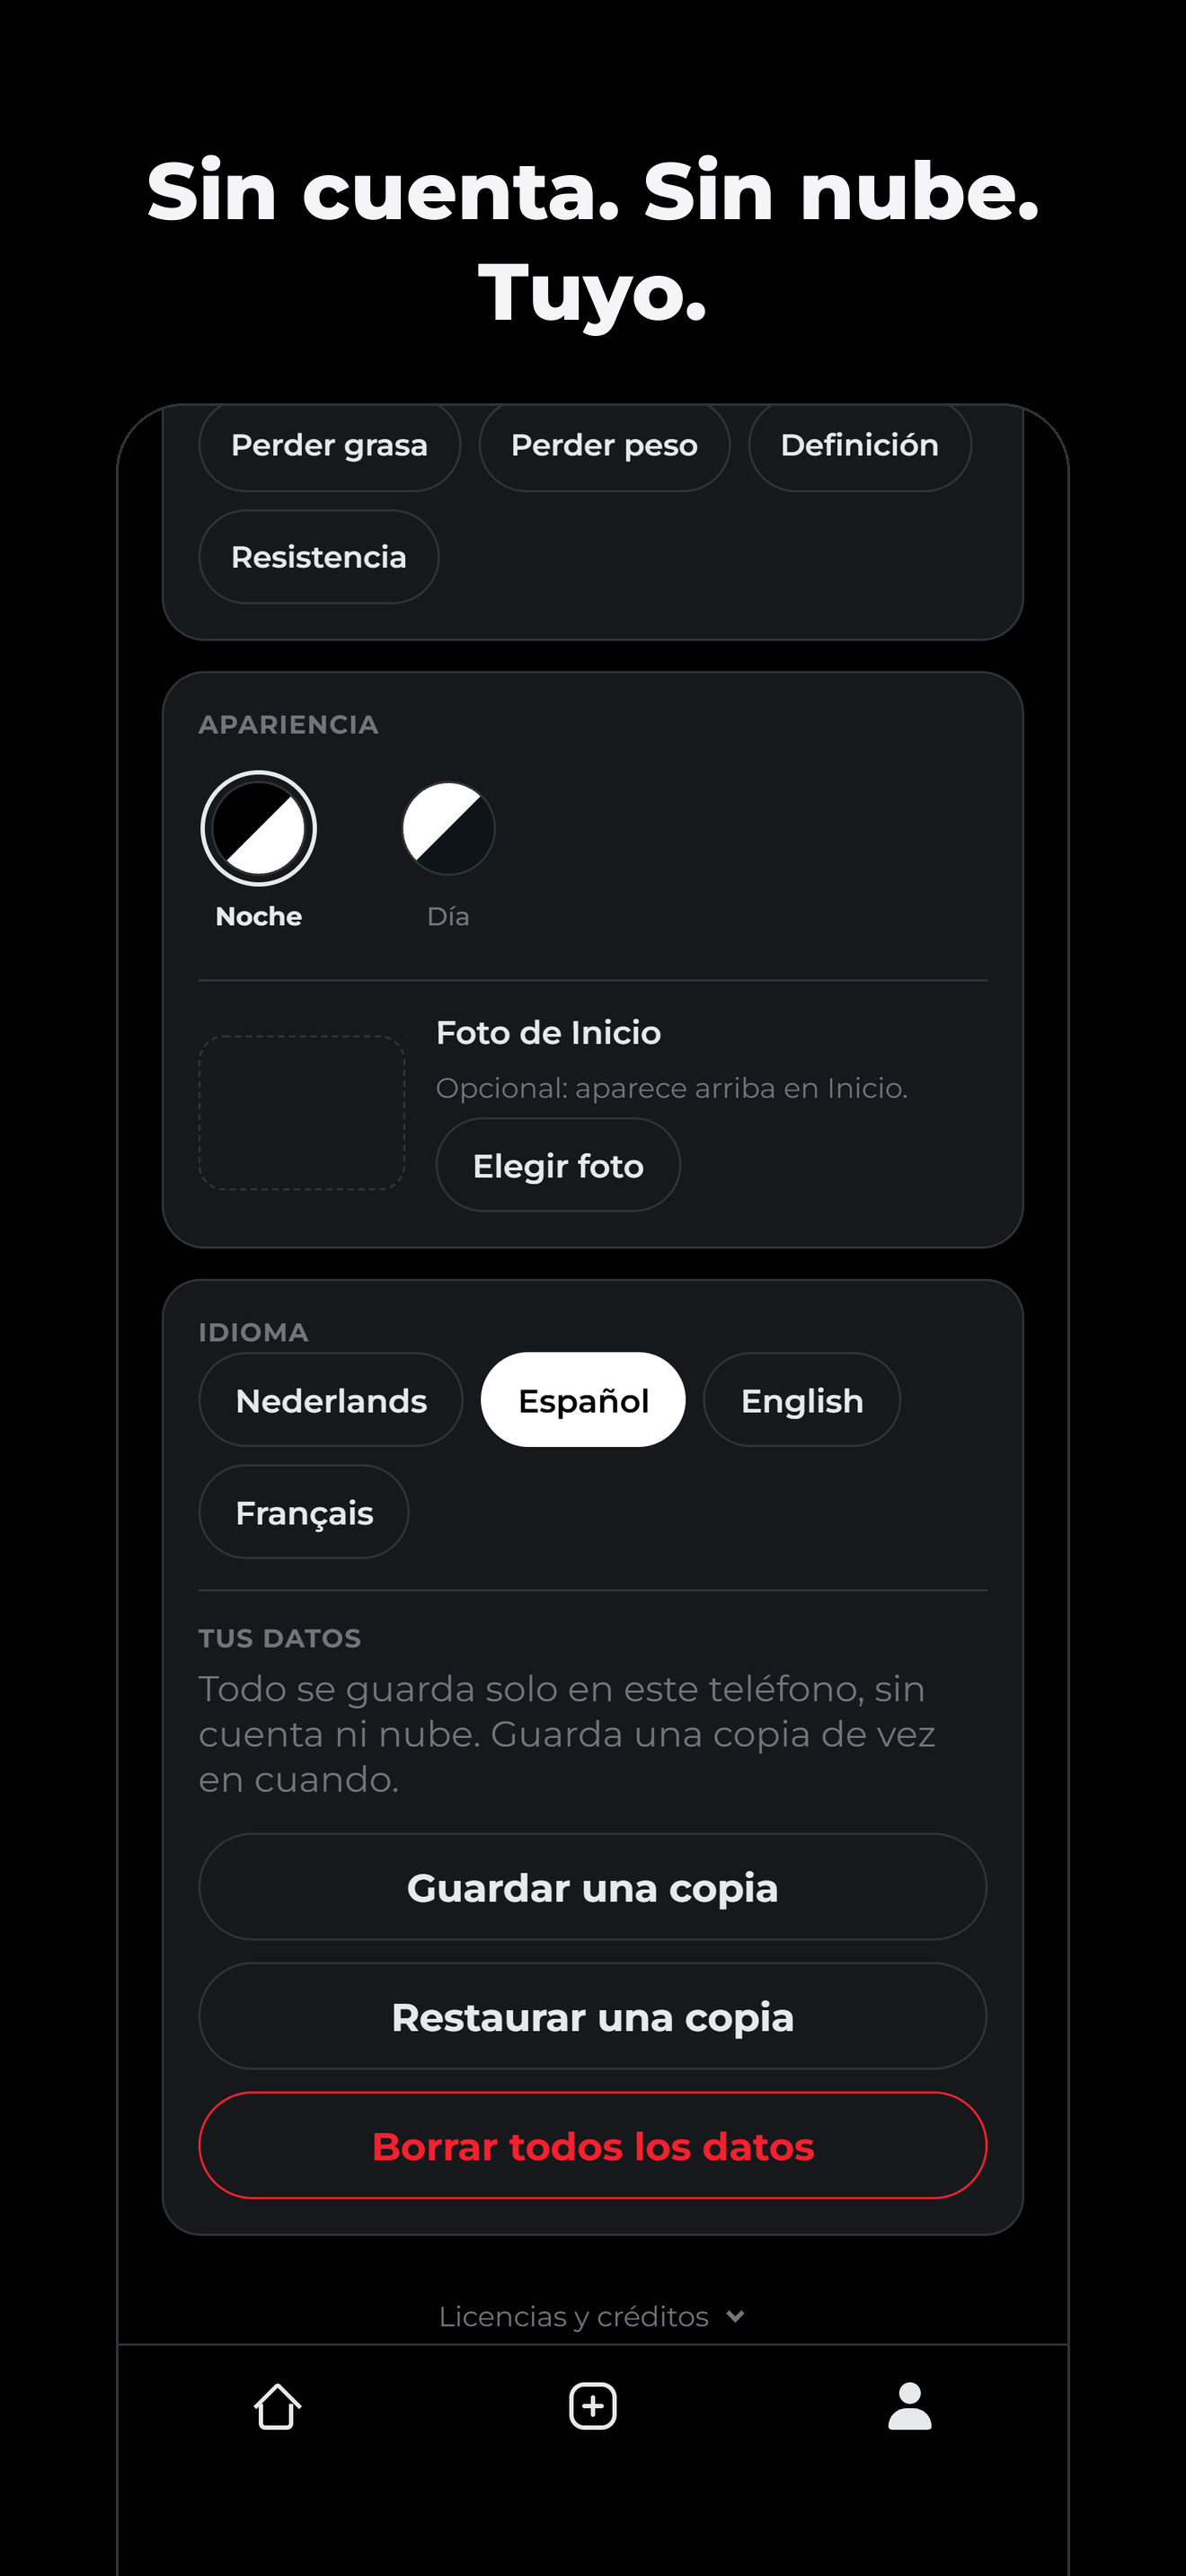 Sin cuenta. Sin nube.
Tuyo.
Perder grasa Perder peso Definición
Resistencia
APARIENCIA
Noche Día
Foto de Inicio
Opcional: aparece arriba en Inicio.
Elegir foto
IDIOMA
Nederlands Español English
Français
TUS DATOS
Todo se guarda solo en este teléfono, sin
cuenta ni nube. Guarda una copia de vez
en cuando.
Guardar una copia
Restaurar una copia
Borrar todos los datos
Licencias y créditos